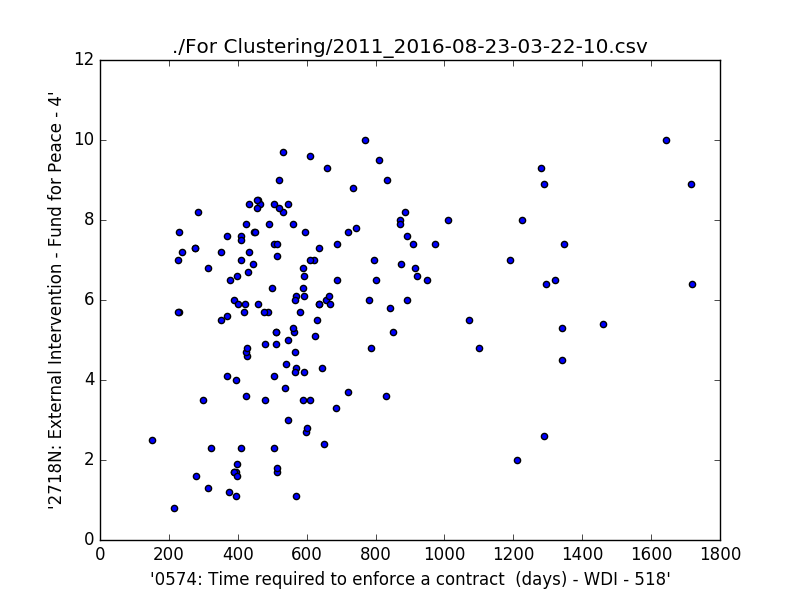 ./For Clustering/2011_2016-08-23-03-22-10.csv
12
10
8
6
4
2
0
'2718N: External Intervention - Fund for Peace - 4'
0 200 400 600 800 1000 1200 1400 1600 1800
'0574: Time required to enforce a contract  (days) - WDI - 518'